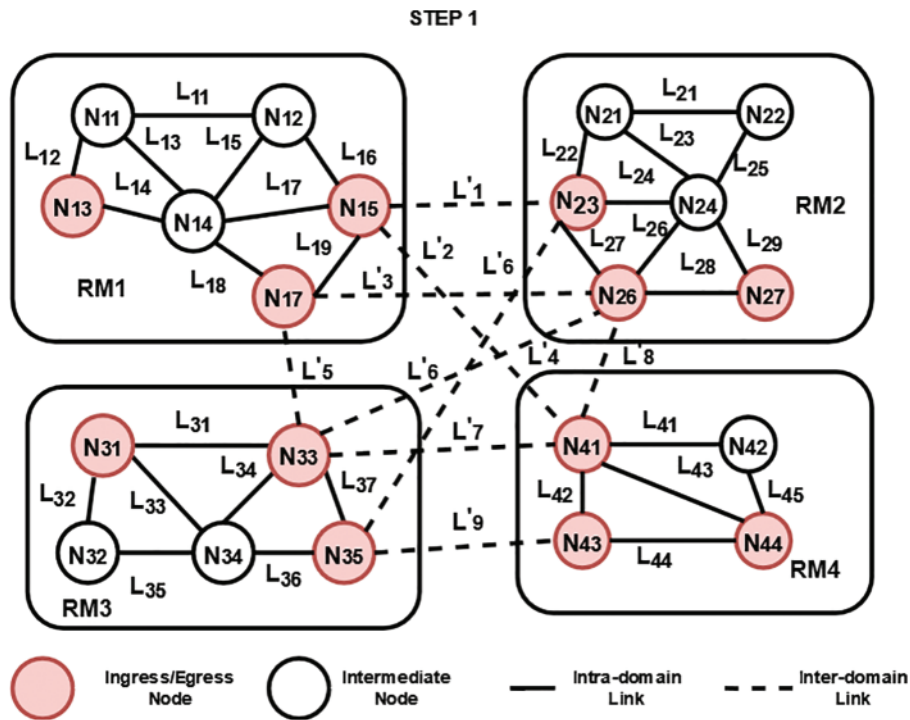 STEP 1
L11
N11
N12
L13
L15
L12
L16
L14
L17
N13
N14
N15
L19
L18
N17
RM1
L21
N21
N22
L23
L22
L24
L25
N23
N24
RM2
L27
L26
L29
L28
N26
N27
L'1
L'2
L'6
L'3
L'4
L'8
L'5
L'6
L'7
L'9
L31
N31
N33
L34
L32
L33
L37
N32
N34
N35
L35
L36
RM3
L41
N41
N42
L43
L42
L45
N43
N44
L44
RM4
Ingress/Egress
Node
Intermediate
Node
Intra-domain
Link
Inter-domain
Link